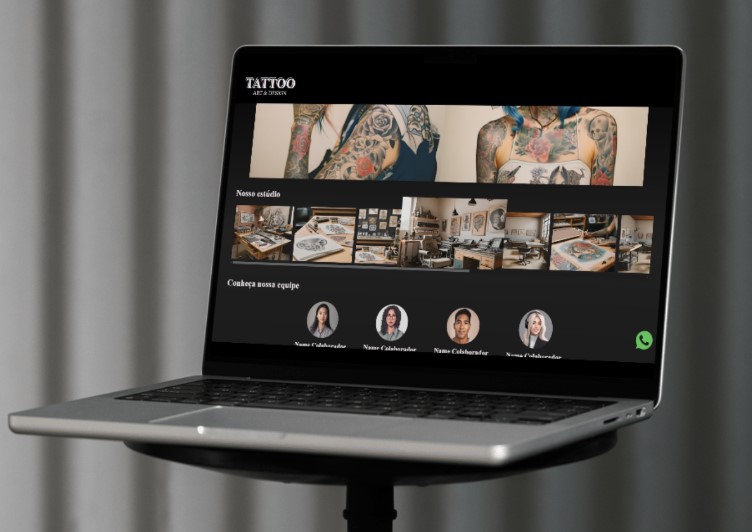 TATTOO
ART & DESIGN
Nosso estúdio
Conheça nossa equipe
Nome Colaborador
Nome Colaborador
Nome Colaborador
Nome Colaborador